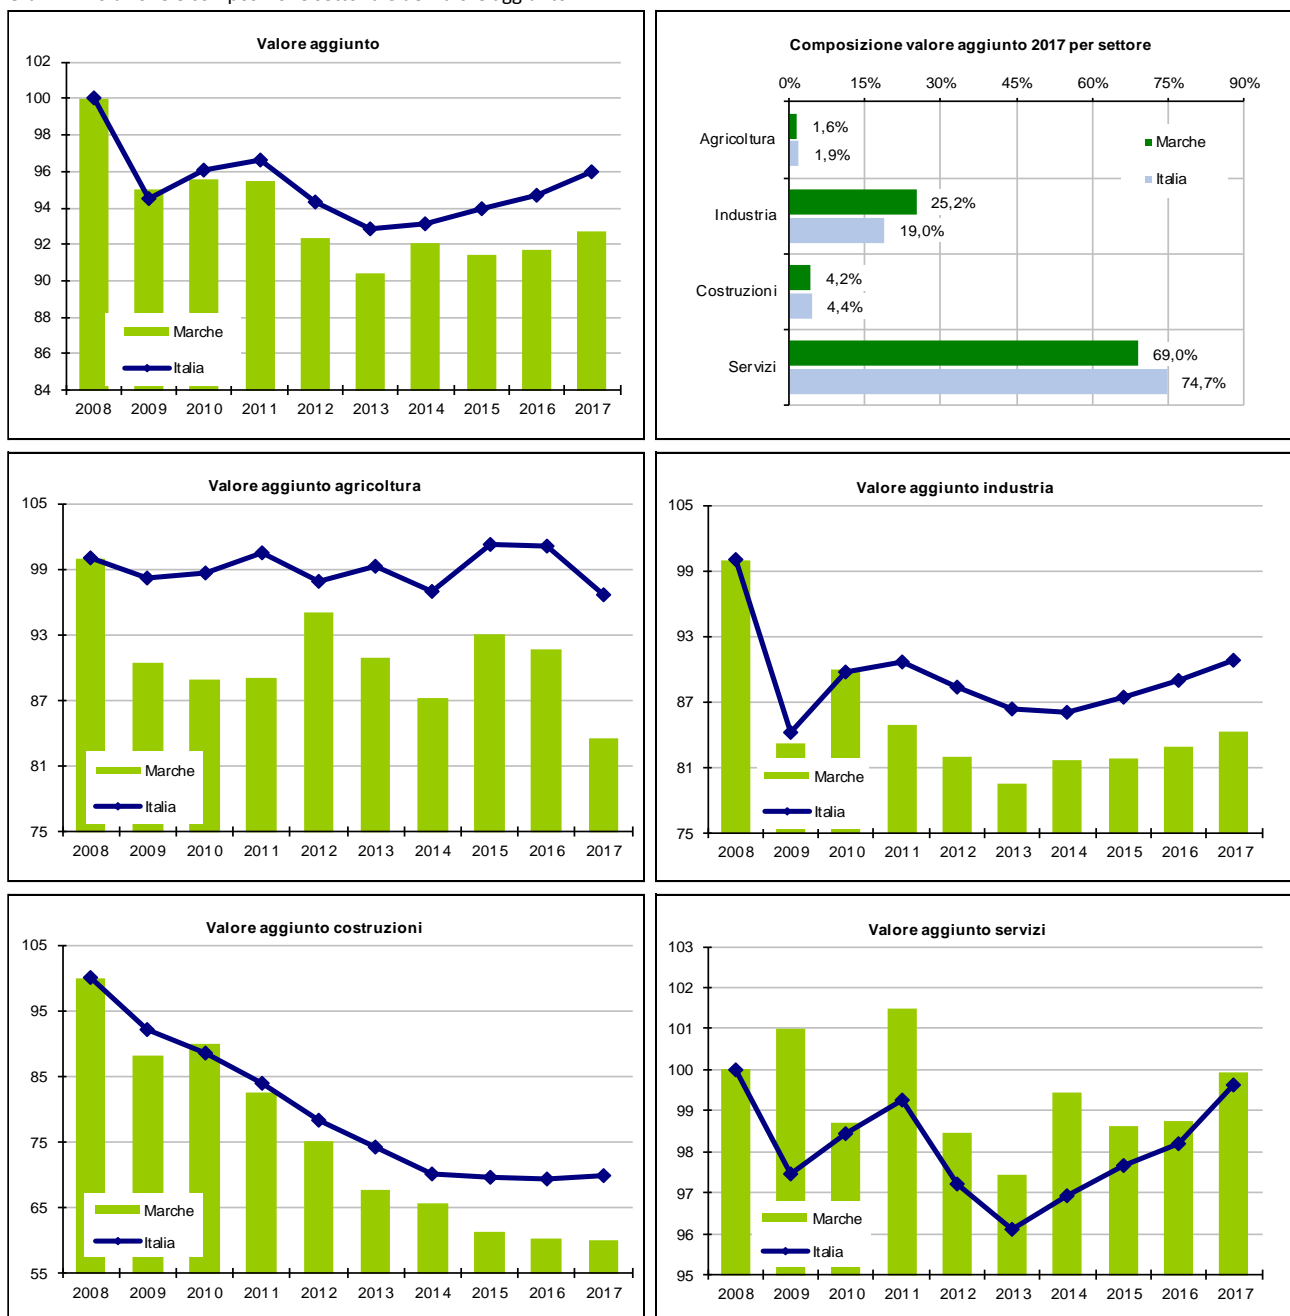 Valore aggiunto
102
100
98
96
94
92
90
88
86
84
Marche
Italia
2008 2009 2010 2011 2012 2013 2014 2015 2016 2017
Composizione valore aggiunto 2017 per settore
0% 15% 30% 45% 60% 75% 90%
Agricoltura
1,6%
1,9%
Marche
Italia
Industria
25,2%
19,0%
Costruzioni
4,2%
4,4%
Servizi
69,0%
74,7%
Valore aggiunto agricoltura
105
99
93
87
81
75
Marche
Italia
2008 2009 2010 2011 2012 2013 2014 2015 2016 2017
Valore aggiunto industria
105
99
93
87
81
75
Marche
Italia
2008 2009 2010 2011 2012 2013 2014 2015 2016 2017
Valore aggiunto costruzioni
105
95
85
75
65
55
Marche
Italia
2008 2009 2010 2011 2012 2013 2014 2015 2016 2017
Valore aggiunto servizi
103
102
101
100
99
98
97
96
95
Marche
Italia
2008 2009 2010 2011 2012 2013 2014 2015 2016 2017